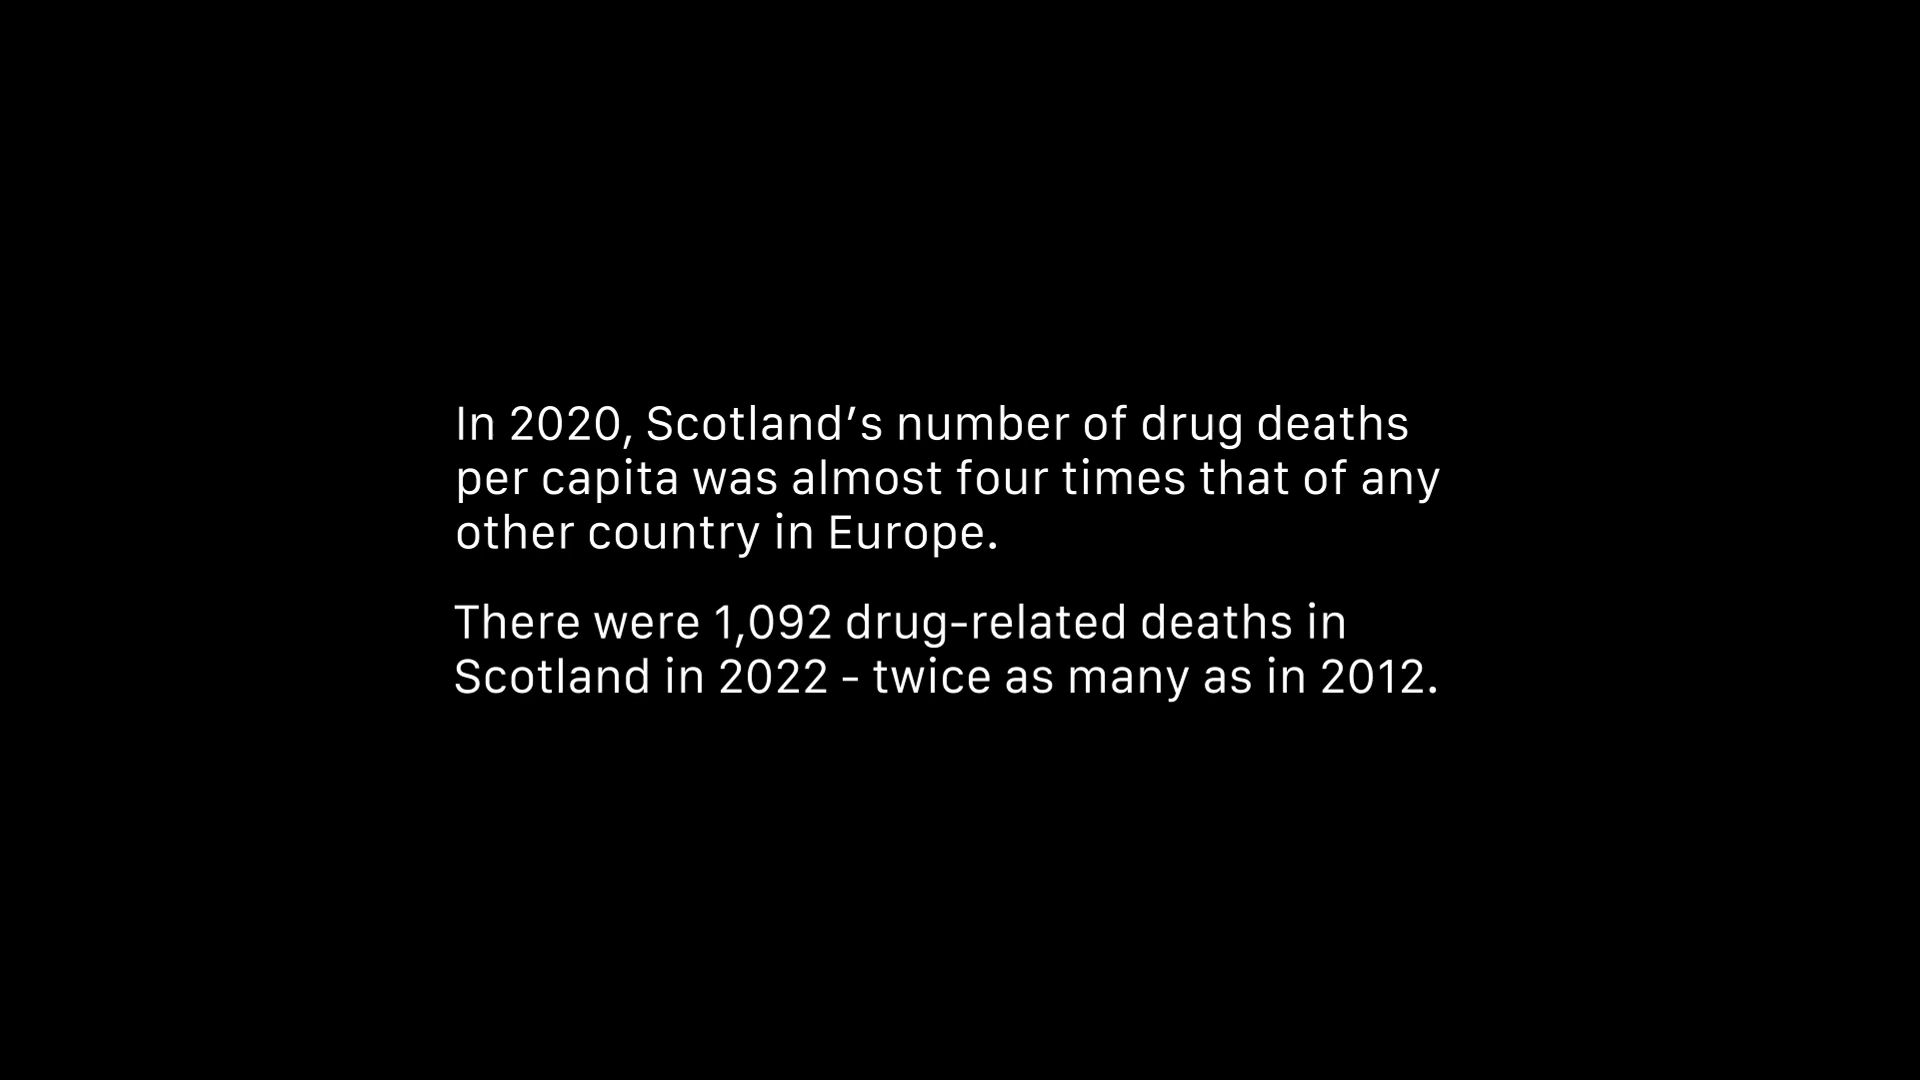 In 2020, Scotland’s number of drug deaths
per capita was almost four times that of any
other country in Europe.
There were 1,092 drug-related deaths in
Scotland in 2022 - twice as many as in 2012.